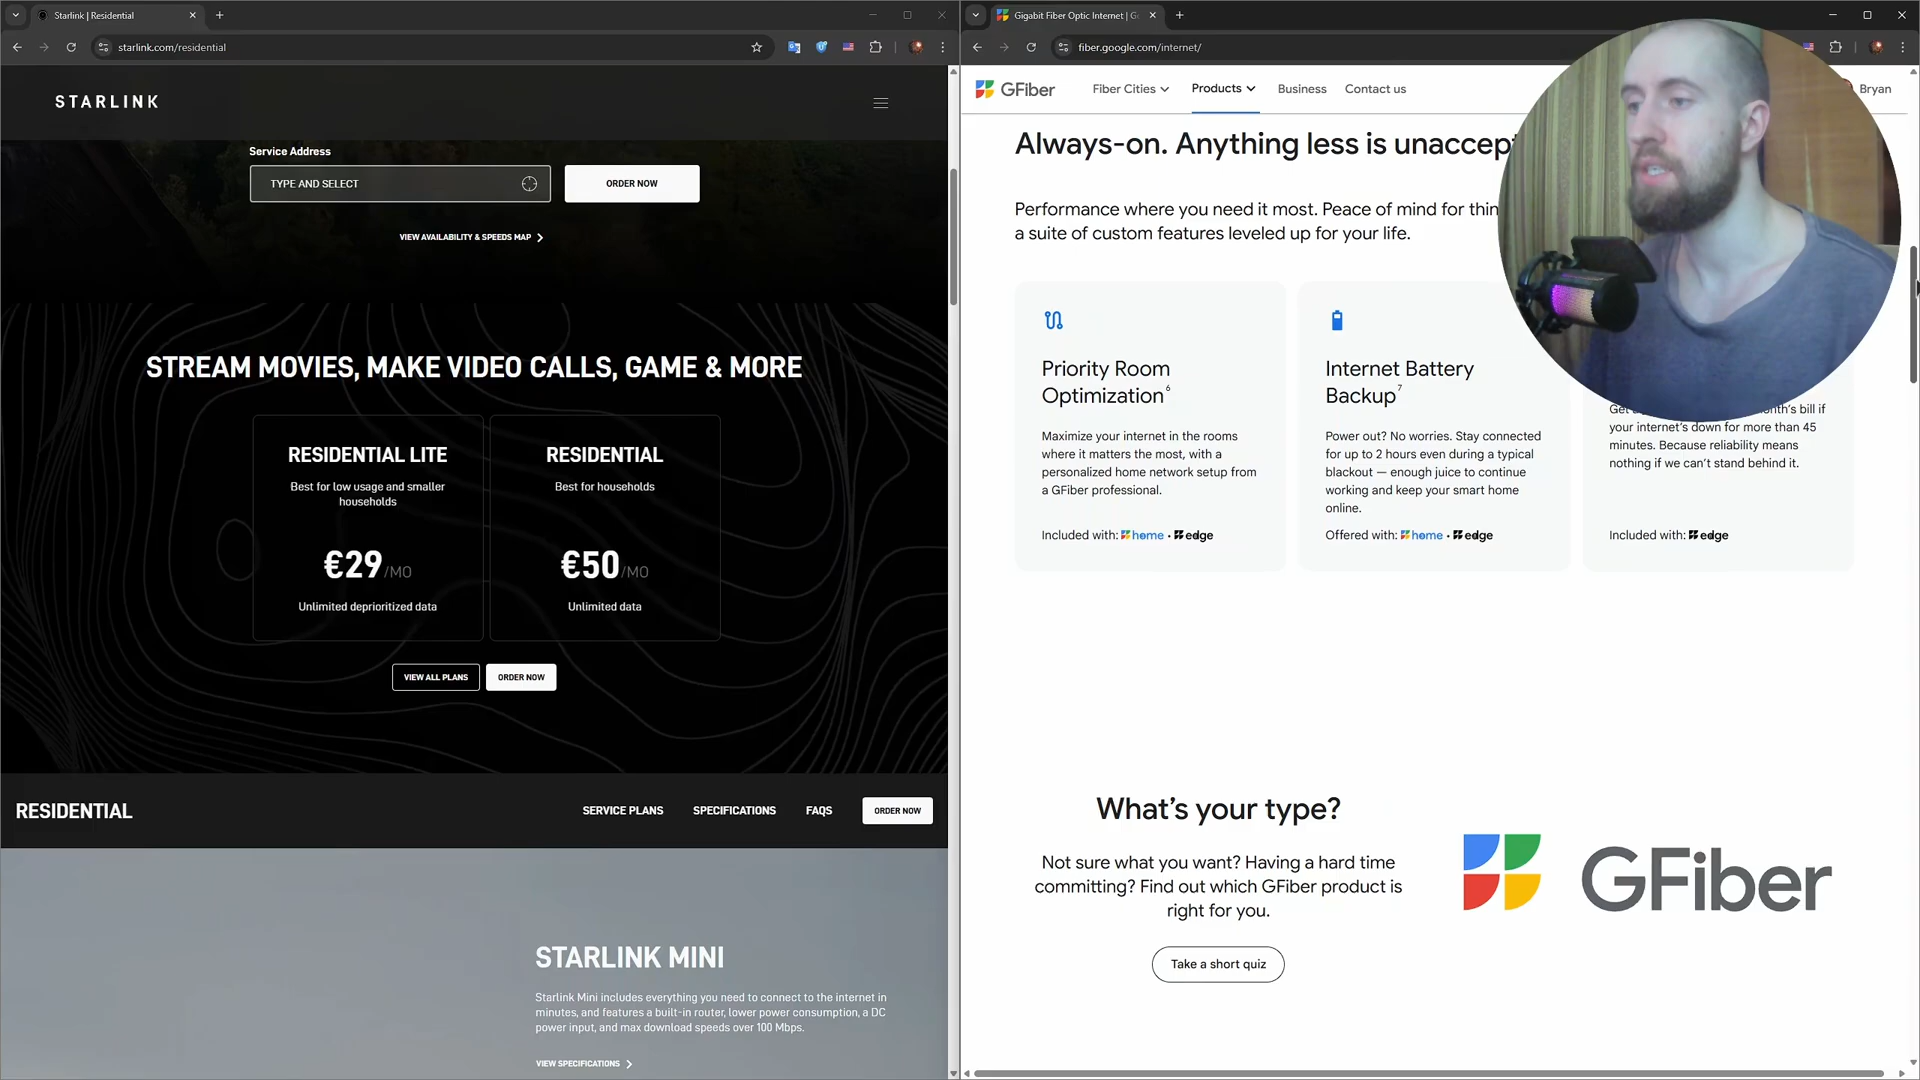 Starlink | Residential
starlink.com/residential
STARLINK
Service Address
TYPE AND SELECT
ORDER NOW
VIEW AVAILABILITY & SPEEDS MAP
STREAM MOVIES, MAKE VIDEO CALLS, GAME & MORE
RESIDENTIAL LITE
Best for low usage and smaller
households
€29/MO
Unlimited deprioritized data
RESIDENTIAL
Best for households
€50/MO
Unlimited data
VIEW ALL PLANS
ORDER NOW
RESIDENTIAL
SERVICE PLANS
SPECIFICATIONS
FAQS
ORDER NOW
STARLINK MINI
Starlink Mini includes everything you need to connect to the internet in
minutes, and features a built-in router, lower power consumption, a DC
power input, and max download speeds over 100 Mbps.
VIEW SPECIFICATIONS
Gigabit Fiber Optic Internet |
fiber.google.com/internet/
GFiber
Fiber Cities
Products
Business
Contact us
Bryan
Always-on. Anything less is
Performance where you need it most. Peace of mind for
a suite of custom features leveled up for your life.
Priority Room
Optimization6
Maximize your internet in the rooms
where it matters the most, with a
personalized home network setup from
a GFiber professional.
Included with: home • edge
Internet Battery
Backup7
Power out? No worries. Stay connected
for up to 2 hours even during a typical
blackout — enough juice to continue
working and keep your smart home
online.
Offered with: home • edge
Get bill if
your internet's down for more than 45
minutes. Because reliability means
nothing if we can't stand behind it.
Included with: edge
What's your type?
Not sure what you want? Having a hard time
committing? Find out which GFiber product is
right for you.
Take a short quiz
GFiber